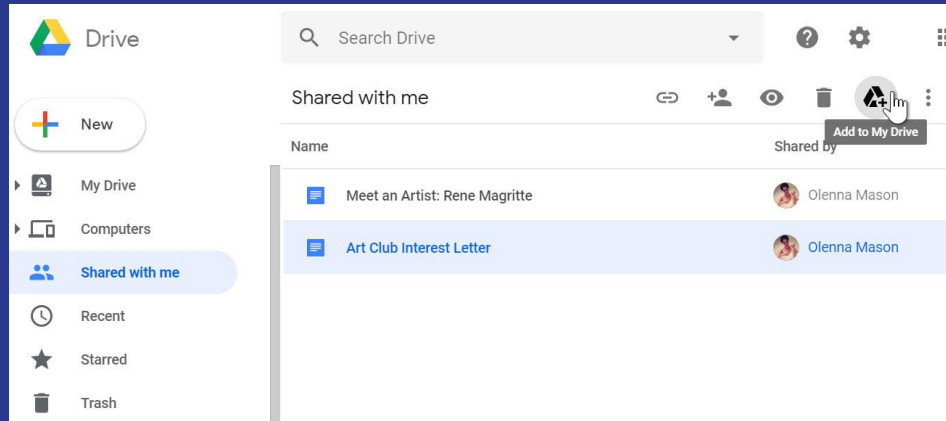 Drive
Search Drive
New
My Drive
Computers
Shared with me
Recent
Starred
Trash
Shared with me
Add to My Drive
Name
Shared by
Meet an Artist: Rene Magritte
Olenna Mason
Art Club Interest Letter
Olenna Mason